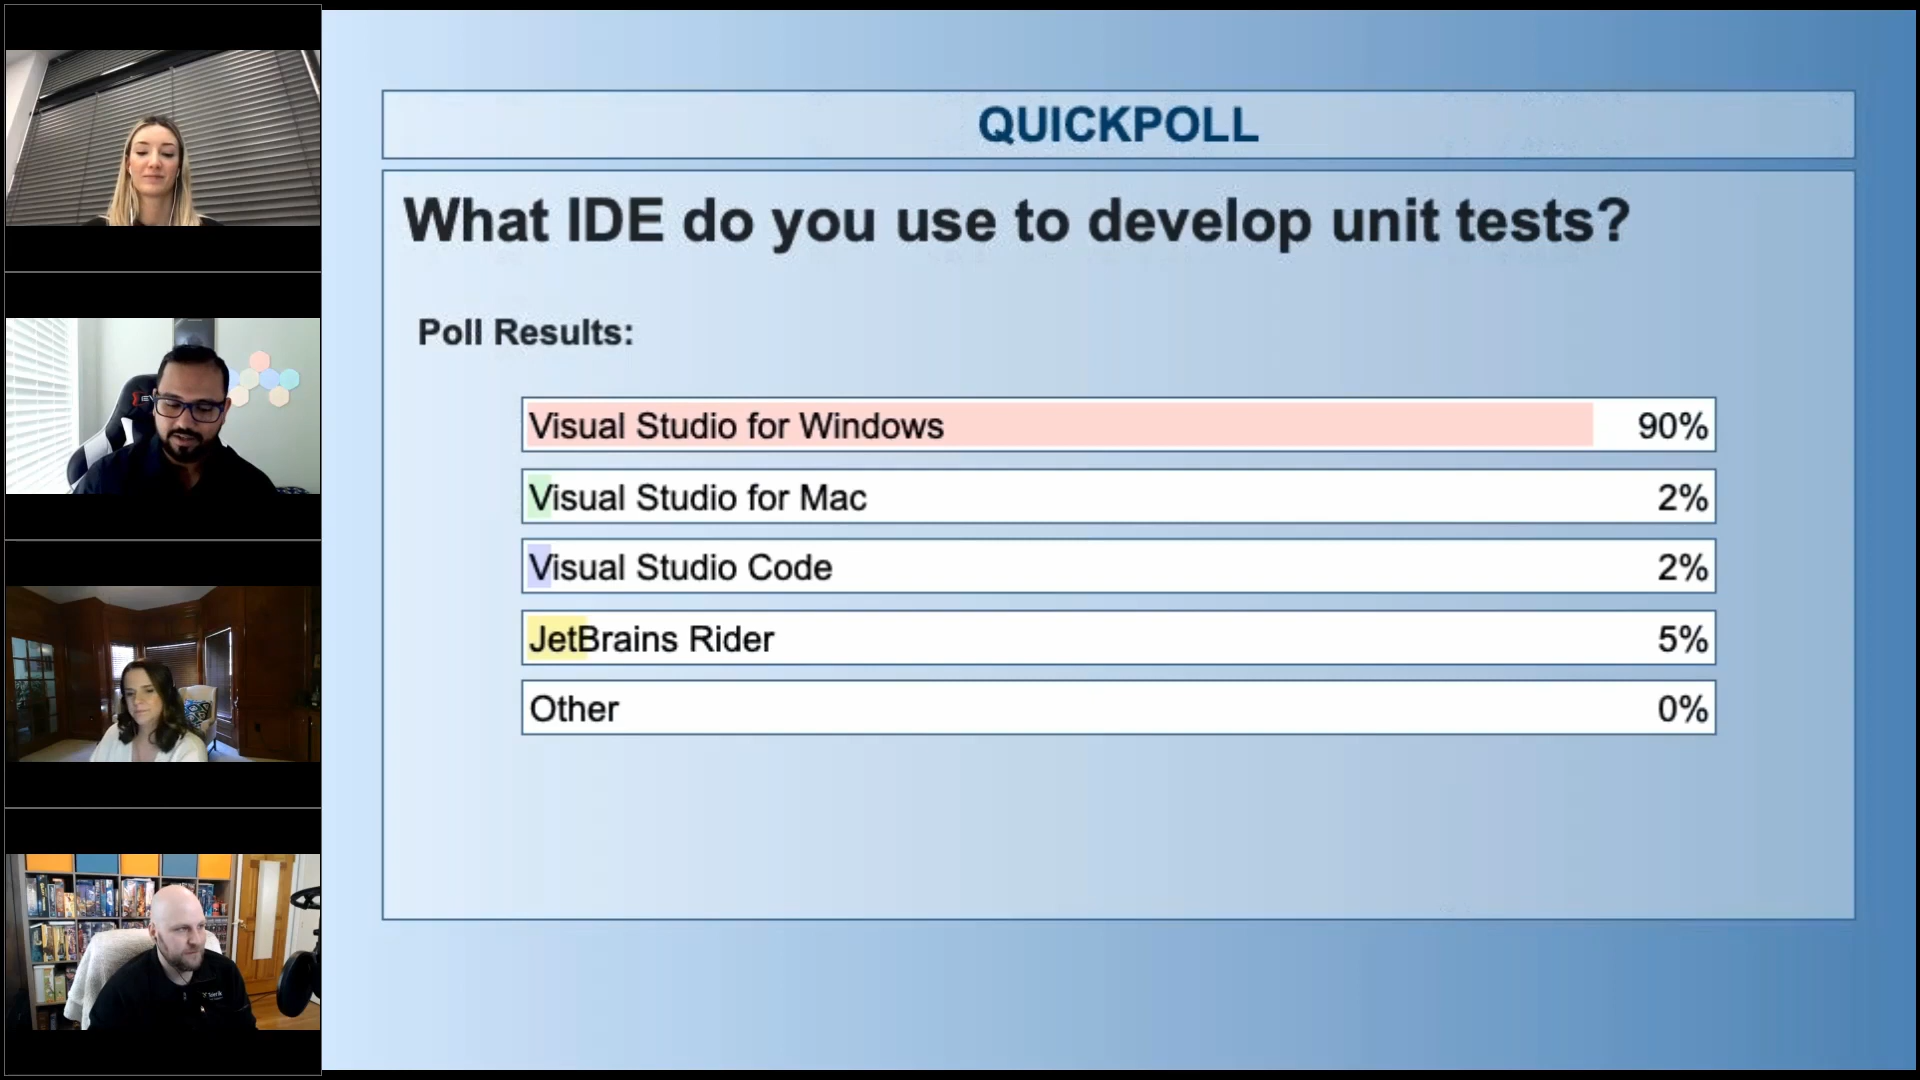 QUICKPOLL
What IDE do you use to develop unit tests?
Poll Results:
Visual Studio for Windows 90%
Visual Studio for Mac 2%
Visual Studio Code 2%
JetBrains Rider 5%
Other 0%